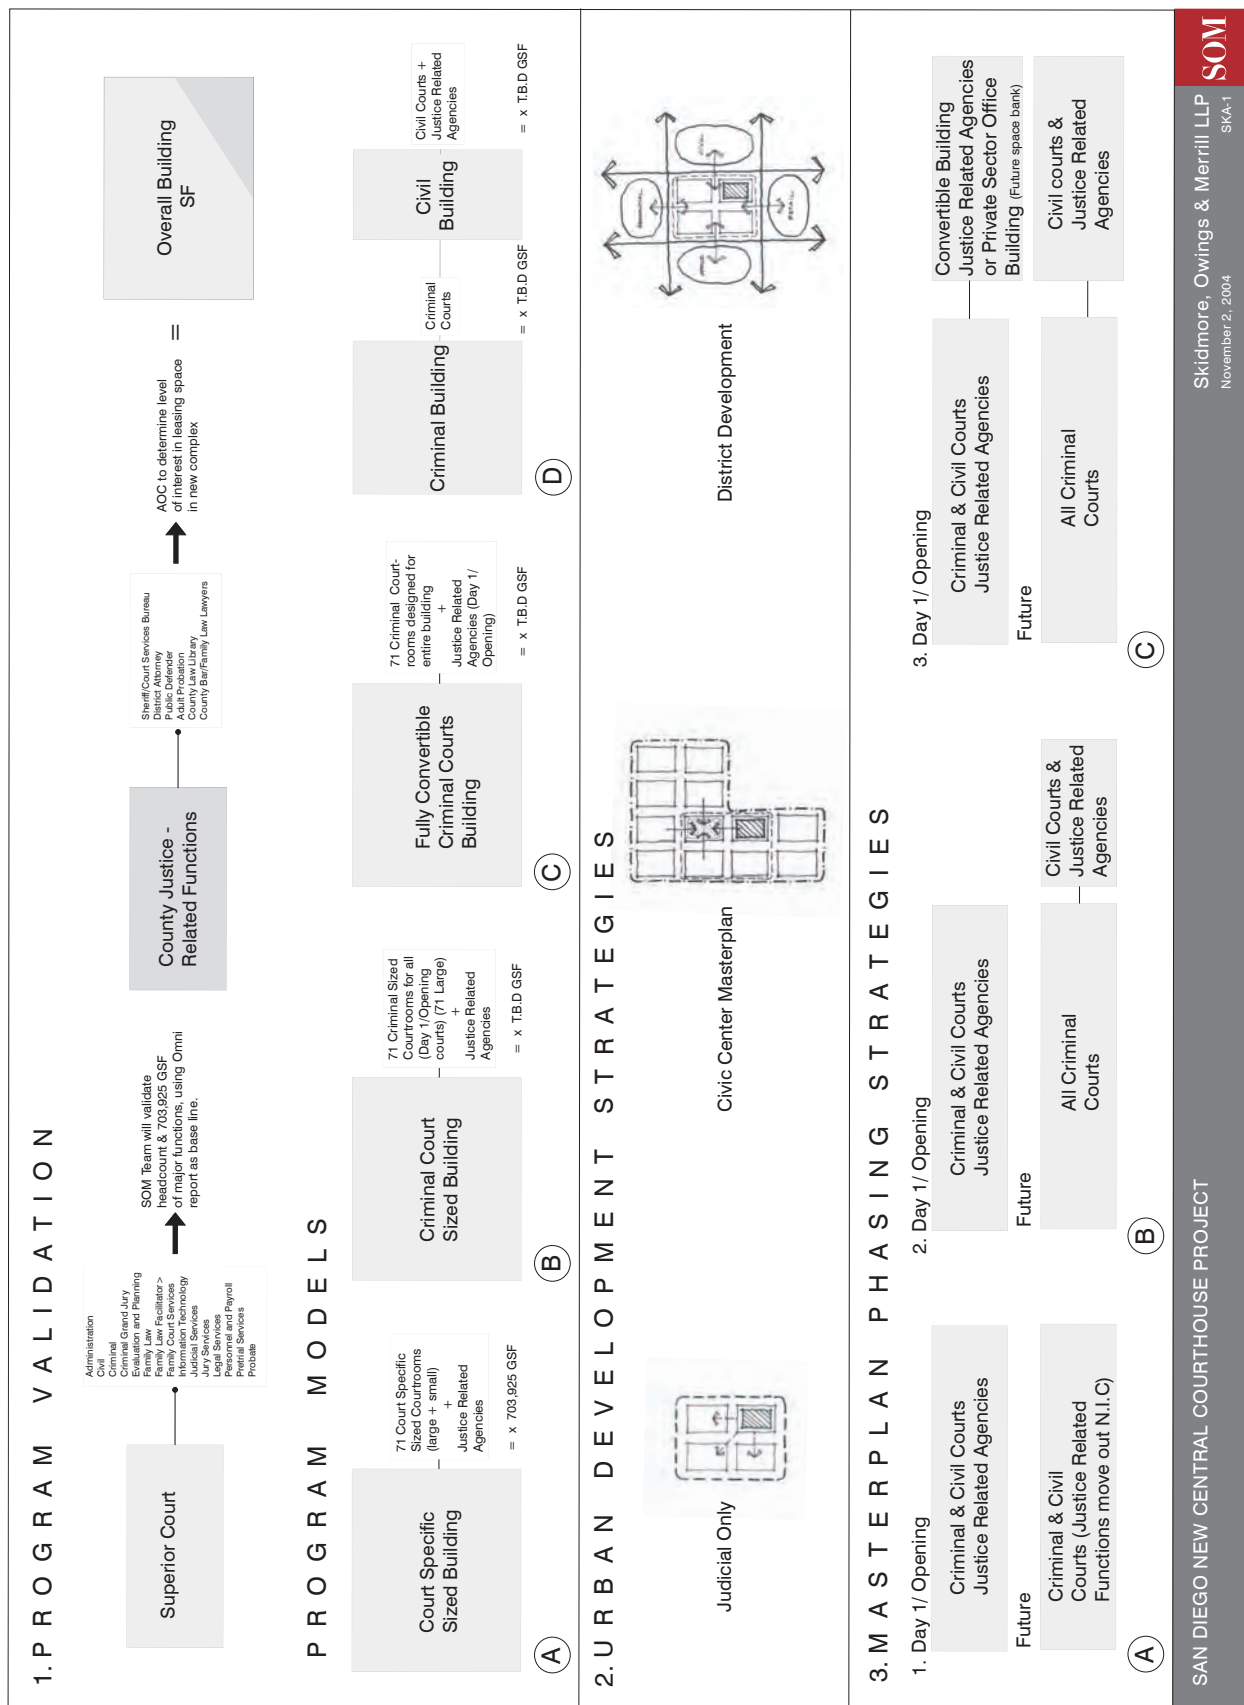 1. PROGRAM VALIDATION
Superior Court
Administration
Civil
Criminal
Criminal Grand Jury
Evaluation and Planning
Family Law
Family Law Facilitator>
Family Court Services
Information Technology
Judicial Services
Jury Services
Legal Services
Personnel and Payroll
Pretrial Services
Probate
SOM Team will validate
headcount & 703,925 GSF
of major functions, using Omni
report as base line.
County Justice -
Related Functions
Sheriff/Court Services Bureau
District Attorney
Public Defender
Adult Probation
County Law Library
County Bar/Family Law Lawyers
AOC to determine level
of interest in leasing space
in new complex
=
Overall Building
SF
PROGRAM MODELS
Court Specific
Sized Building
71 Court Specific
Sized Courtrooms
(large + small)
+
Justice Related
Agencies
= x 703,925 GSF
A
Criminal Court
Sized Building
71 Criminal Sized
Courtrooms for all
(Day 1/Opening
courts) (71 Large)
+
Justice Related
Agencies
= x T.B.D GSF
B
Fully Convertible
Criminal Courts
Building
71 Criminal Court-
rooms designed for
entire building
+
Justice Related
Agencies (Day 1/
Opening)
= x T.B.D GSF
C
Criminal Building
Criminal
Courts
= x T.B.D GSF
Civil
Building
Civil Courts +
Justice Related
Agencies
= x T.B.D GSF
D
2. URBAN DEVELOPMENT STRATEGIES
Judicial Only
Civic Center Masterplan
District Development
RETAIL
3. MASTERPLAN PHASING STRATEGIES
1. Day 1/ Opening
Criminal & Civil Courts
Justice Related Agencies
Future
Criminal & Civil
Courts (Justice Related
Functions move out N.I.C)
A
2. Day 1/ Opening
Criminal & Civil Courts
Justice Related Agencies
Future
All Criminal
Courts
Civil Courts &
Justice Related
Agencies
B
3. Day 1/ Opening
Criminal & Civil Courts
Justice Related Agencies
Convertible Building
Justice Related Agencies
or Private Sector Office
Building (Future space bank)
Future
All Criminal
Courts
Civil courts &
Justice Related
Agencies
C
SAN DIEGO NEW CENTRAL COURTHOUSE PROJECT
Skidmore, Owings & Merrill LLP
November 2, 2004
SKA-1
SOM